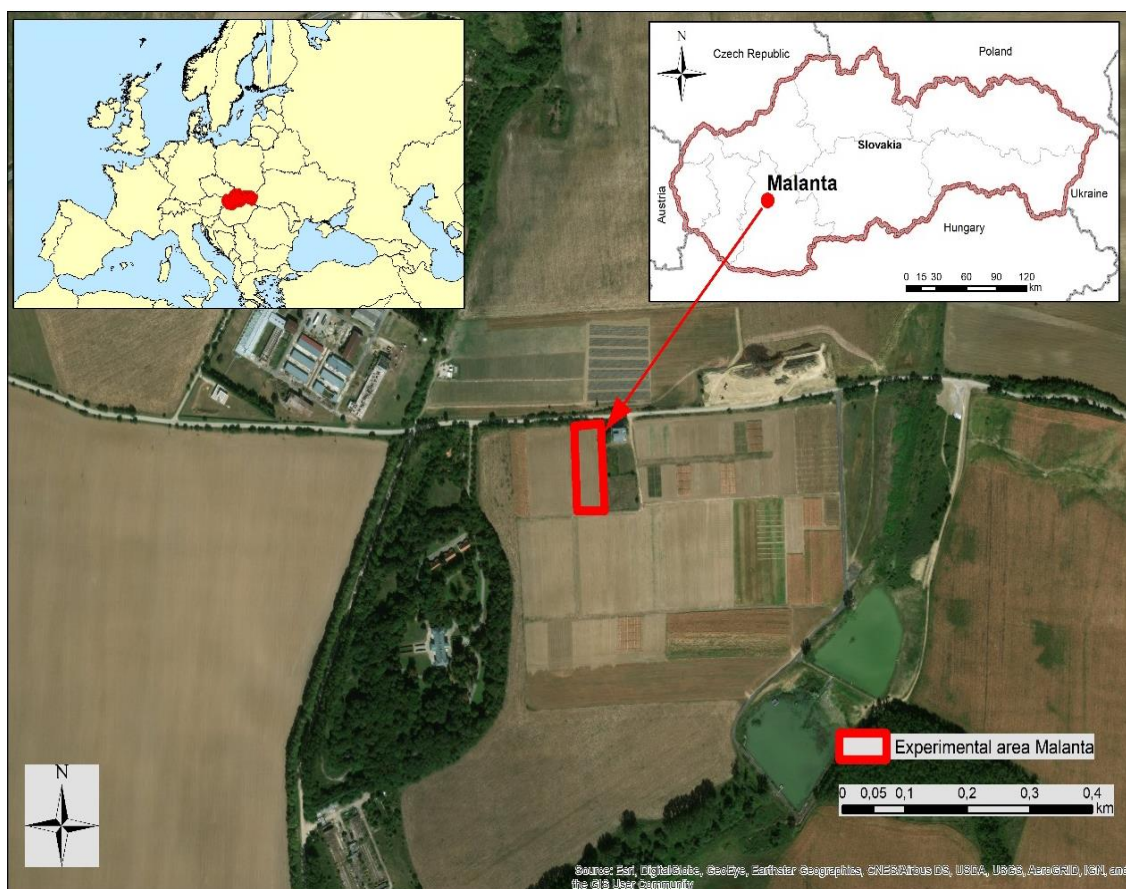 N
Czech Republic
Poland
Slovakia
Malanta
Austria
Ukraine
Hungary
0 15 30 60 90 120
km
Experimental area Malanta
N
0 0,05 0,1 0,2 0,3 0,4
km
Source: Esri, DigitalGlobe, GeoEye, Earthstar Geographics, CNES/Airbus DS, USDA, USGS, AeroGRID, IGN, and
the GIS User Community